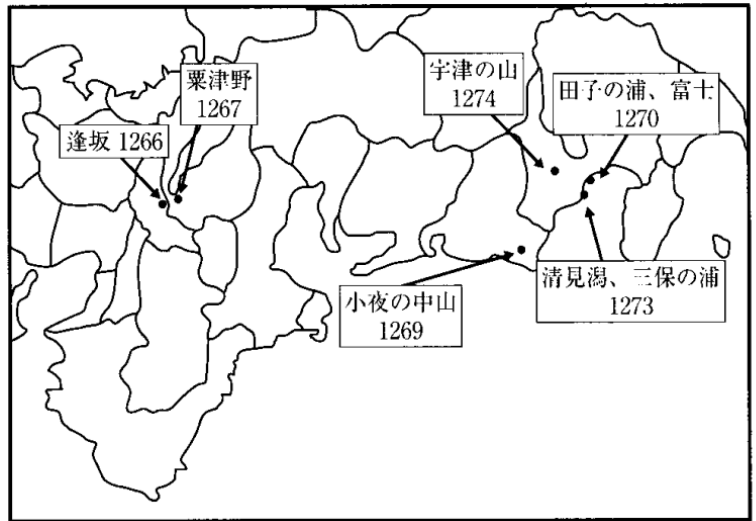 粟津野
1267
逢坂 1266
宇津の山
1274
田子の浦、富士
1270
小夜の中山
1269
清見潟、三保の浦
1273